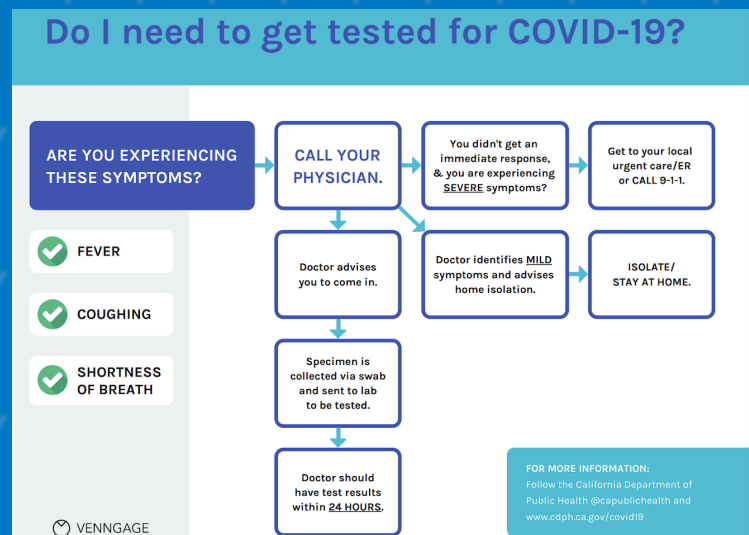 Do I need to get tested for COVID-19?
ARE YOU EXPERIENCING
THESE SYMPTOMS?
FEVER
COUGHING
SHORTNESS
OF BREATH
CALL YOUR
PHYSICIAN.
You didn't get an
immediate response,
& you are experiencing
SEVERE symptoms?
Get to your local
urgent care/ER
or CALL 9-1-1.
Doctor advises
you to come in.
Doctor identifies MILD
symptoms and advises
home isolation.
ISOLATE/
STAY AT HOME.
Specimen is
collected via swab
and sent to lab
to be tested.
Doctor should
have test results
within 24 HOURS.
FOR MORE INFORMATION:
Follow the California Department of
Public Health @capublichealth and
www.cdph.ca.gov/covid19
VENNGAGE